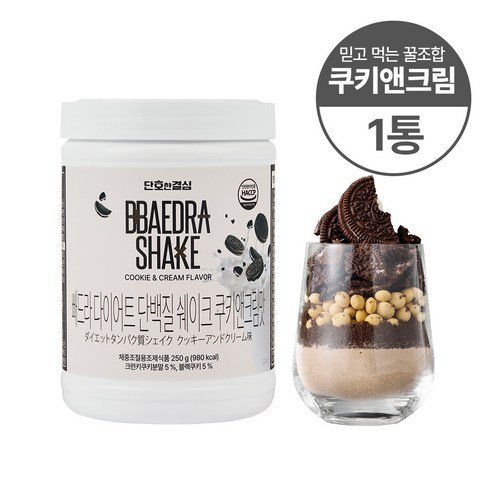 믿고 먹는 꿀조합
쿠키앤크림
1통
단호한결심
HACCP
BBAEDRA
SHAKE
COOKIE & CREAM FLAVOR
빼드라 다이어트 단백질 쉐이크 쿠키앤크림맛
ダイエットタンパク質シェイク クッキーアンドクリーム味
체중조절용조제식품 250 g (980 kcal)
크런키쿠키분말 5 %, 블랙쿠키 5 %